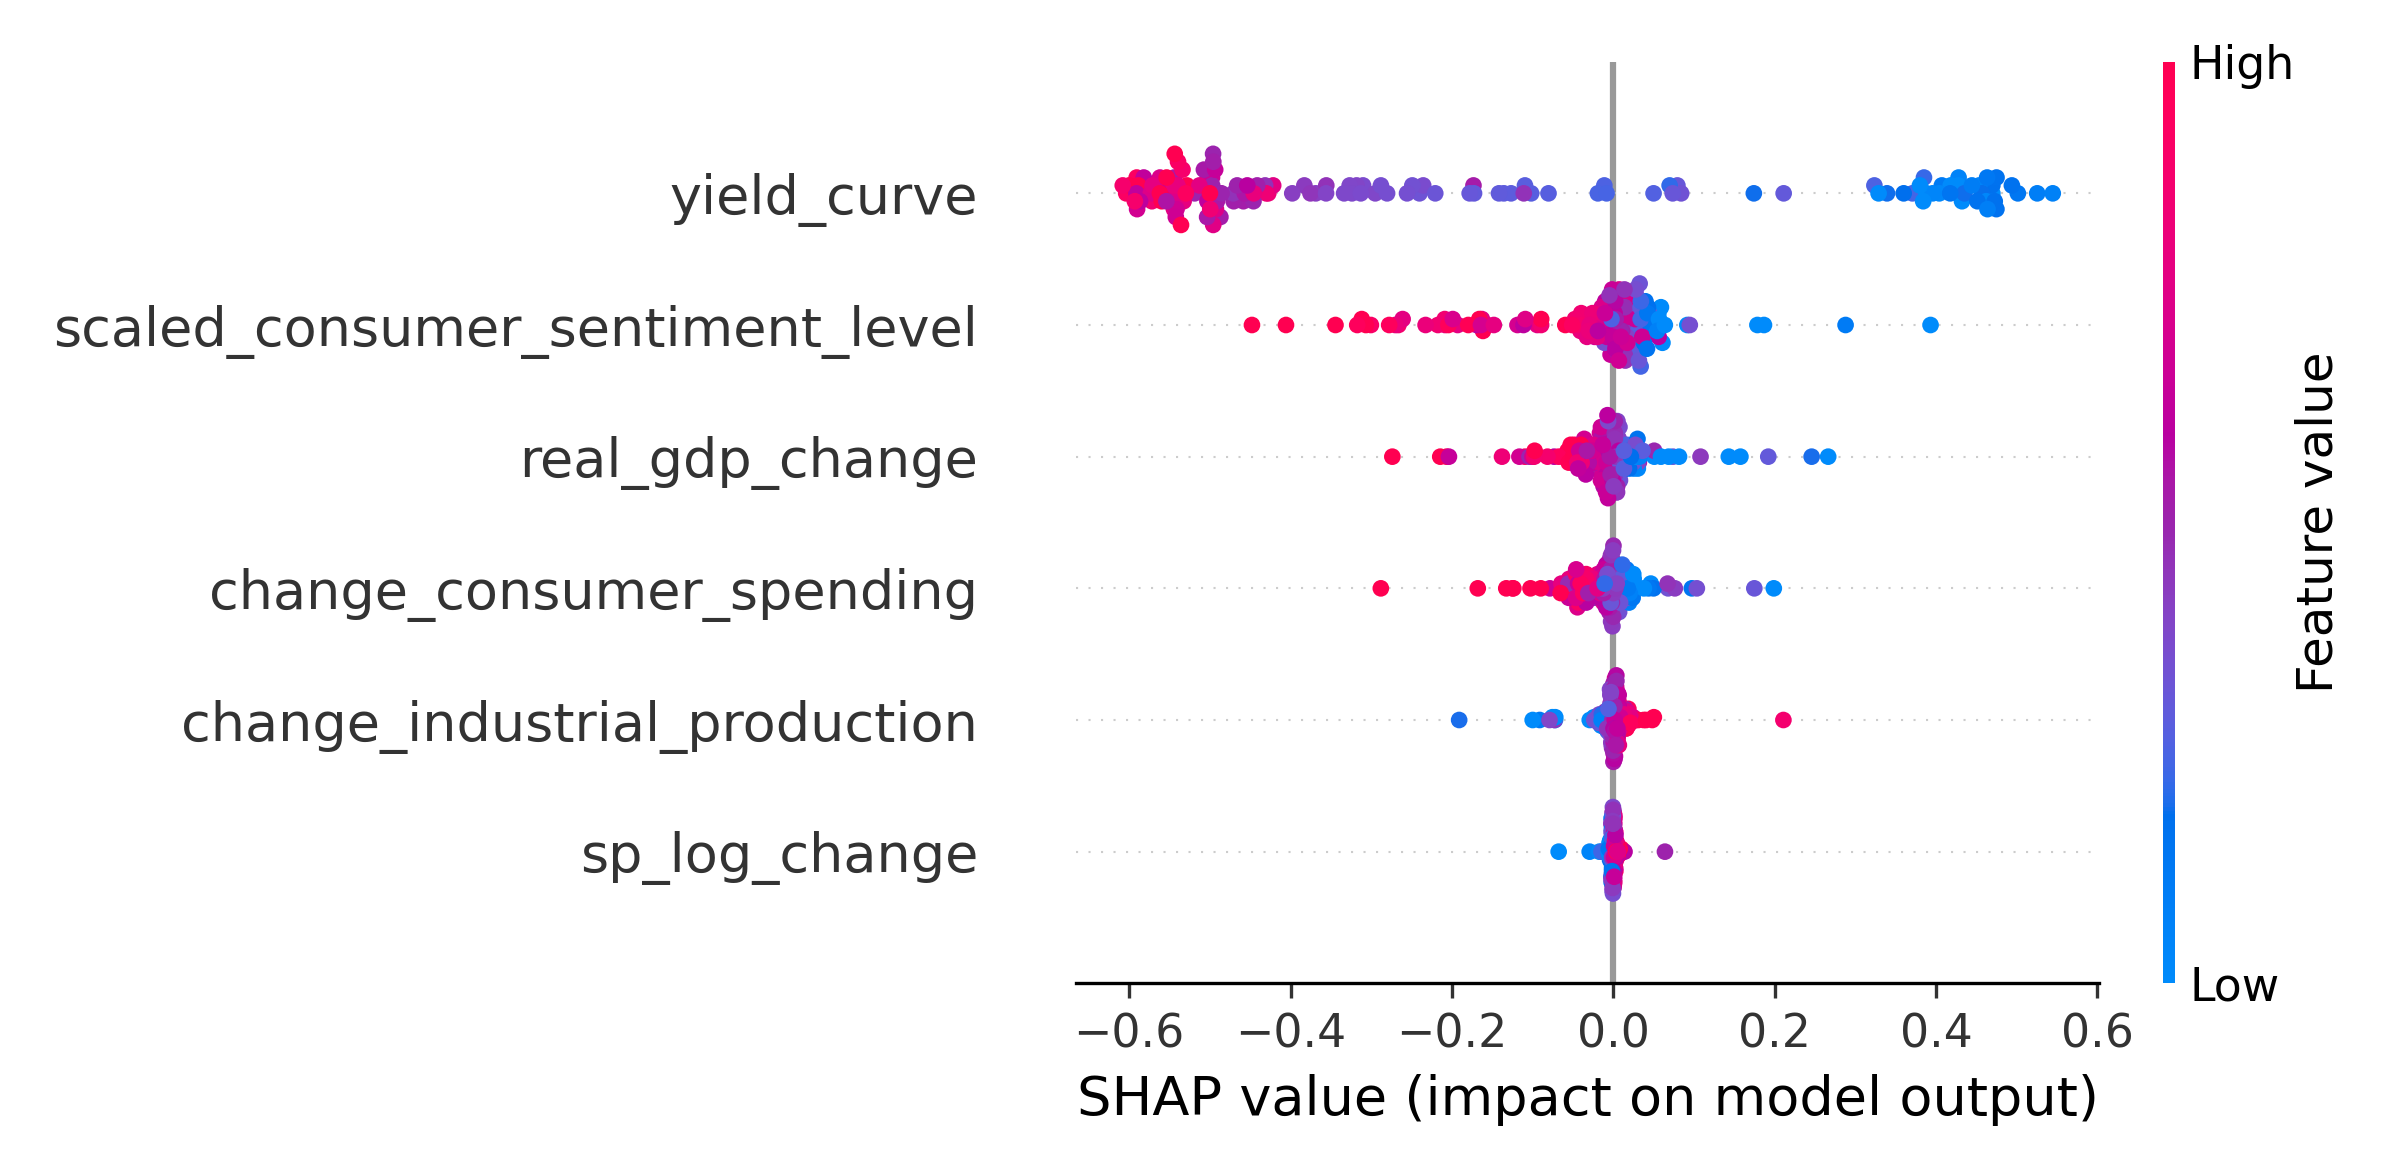 High
yield_curve
scaled_consumer_sentiment_level
real_gdp_change
change_consumer_spending
change_industrial_production
sp_log_change
Feature value
Low
−0.6 −0.4 −0.2 0.0 0.2 0.4 0.6
SHAP value (impact on model output)